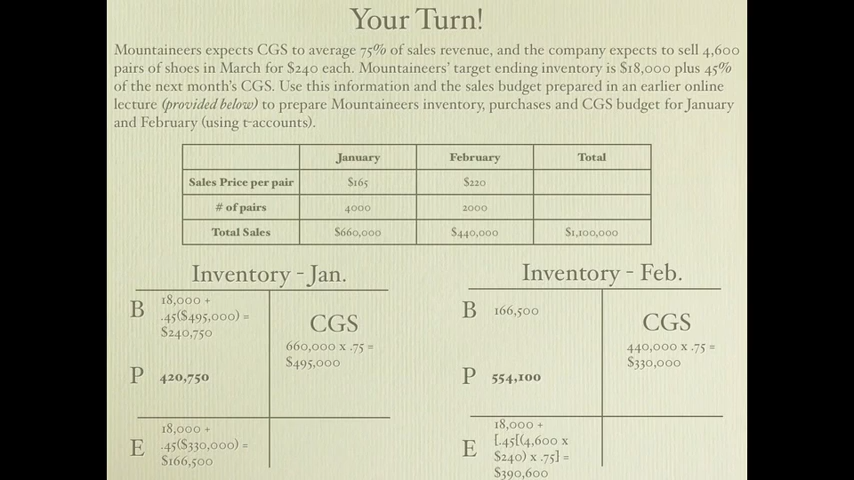 Your Turn!
Mountaineers expects CGS to average 75% of sales revenue, and the company expects to sell 4,600
pairs of shoes in March for $240 each. Mountaineers' target ending inventory is $18,000 plus 45%
of the next month's CGS. Use this information and the sales budget prepared in an earlier online
lecture (provided below) to prepare Mountaineers inventory, purchases and CGS budget for January
and February (using t-accounts).
January February Total
Sales Price per pair $165 $220
# of pairs 4000 2000
Total Sales $660,000 $440,000 $1,100,000
Inventory - Jan.
B
18,000 +
.45($495,000) =
$240,750
CGS
660,000 x .75 =
$495,000
P 420,750
E
18,000 +
.45($330,000) =
$166,500
Inventory - Feb.
B 166,500
CGS
440,000 x .75 =
$330,000
P 554,100
E
18,000 +
[.45[(4,600 x
$240) x .75] =
$390,600